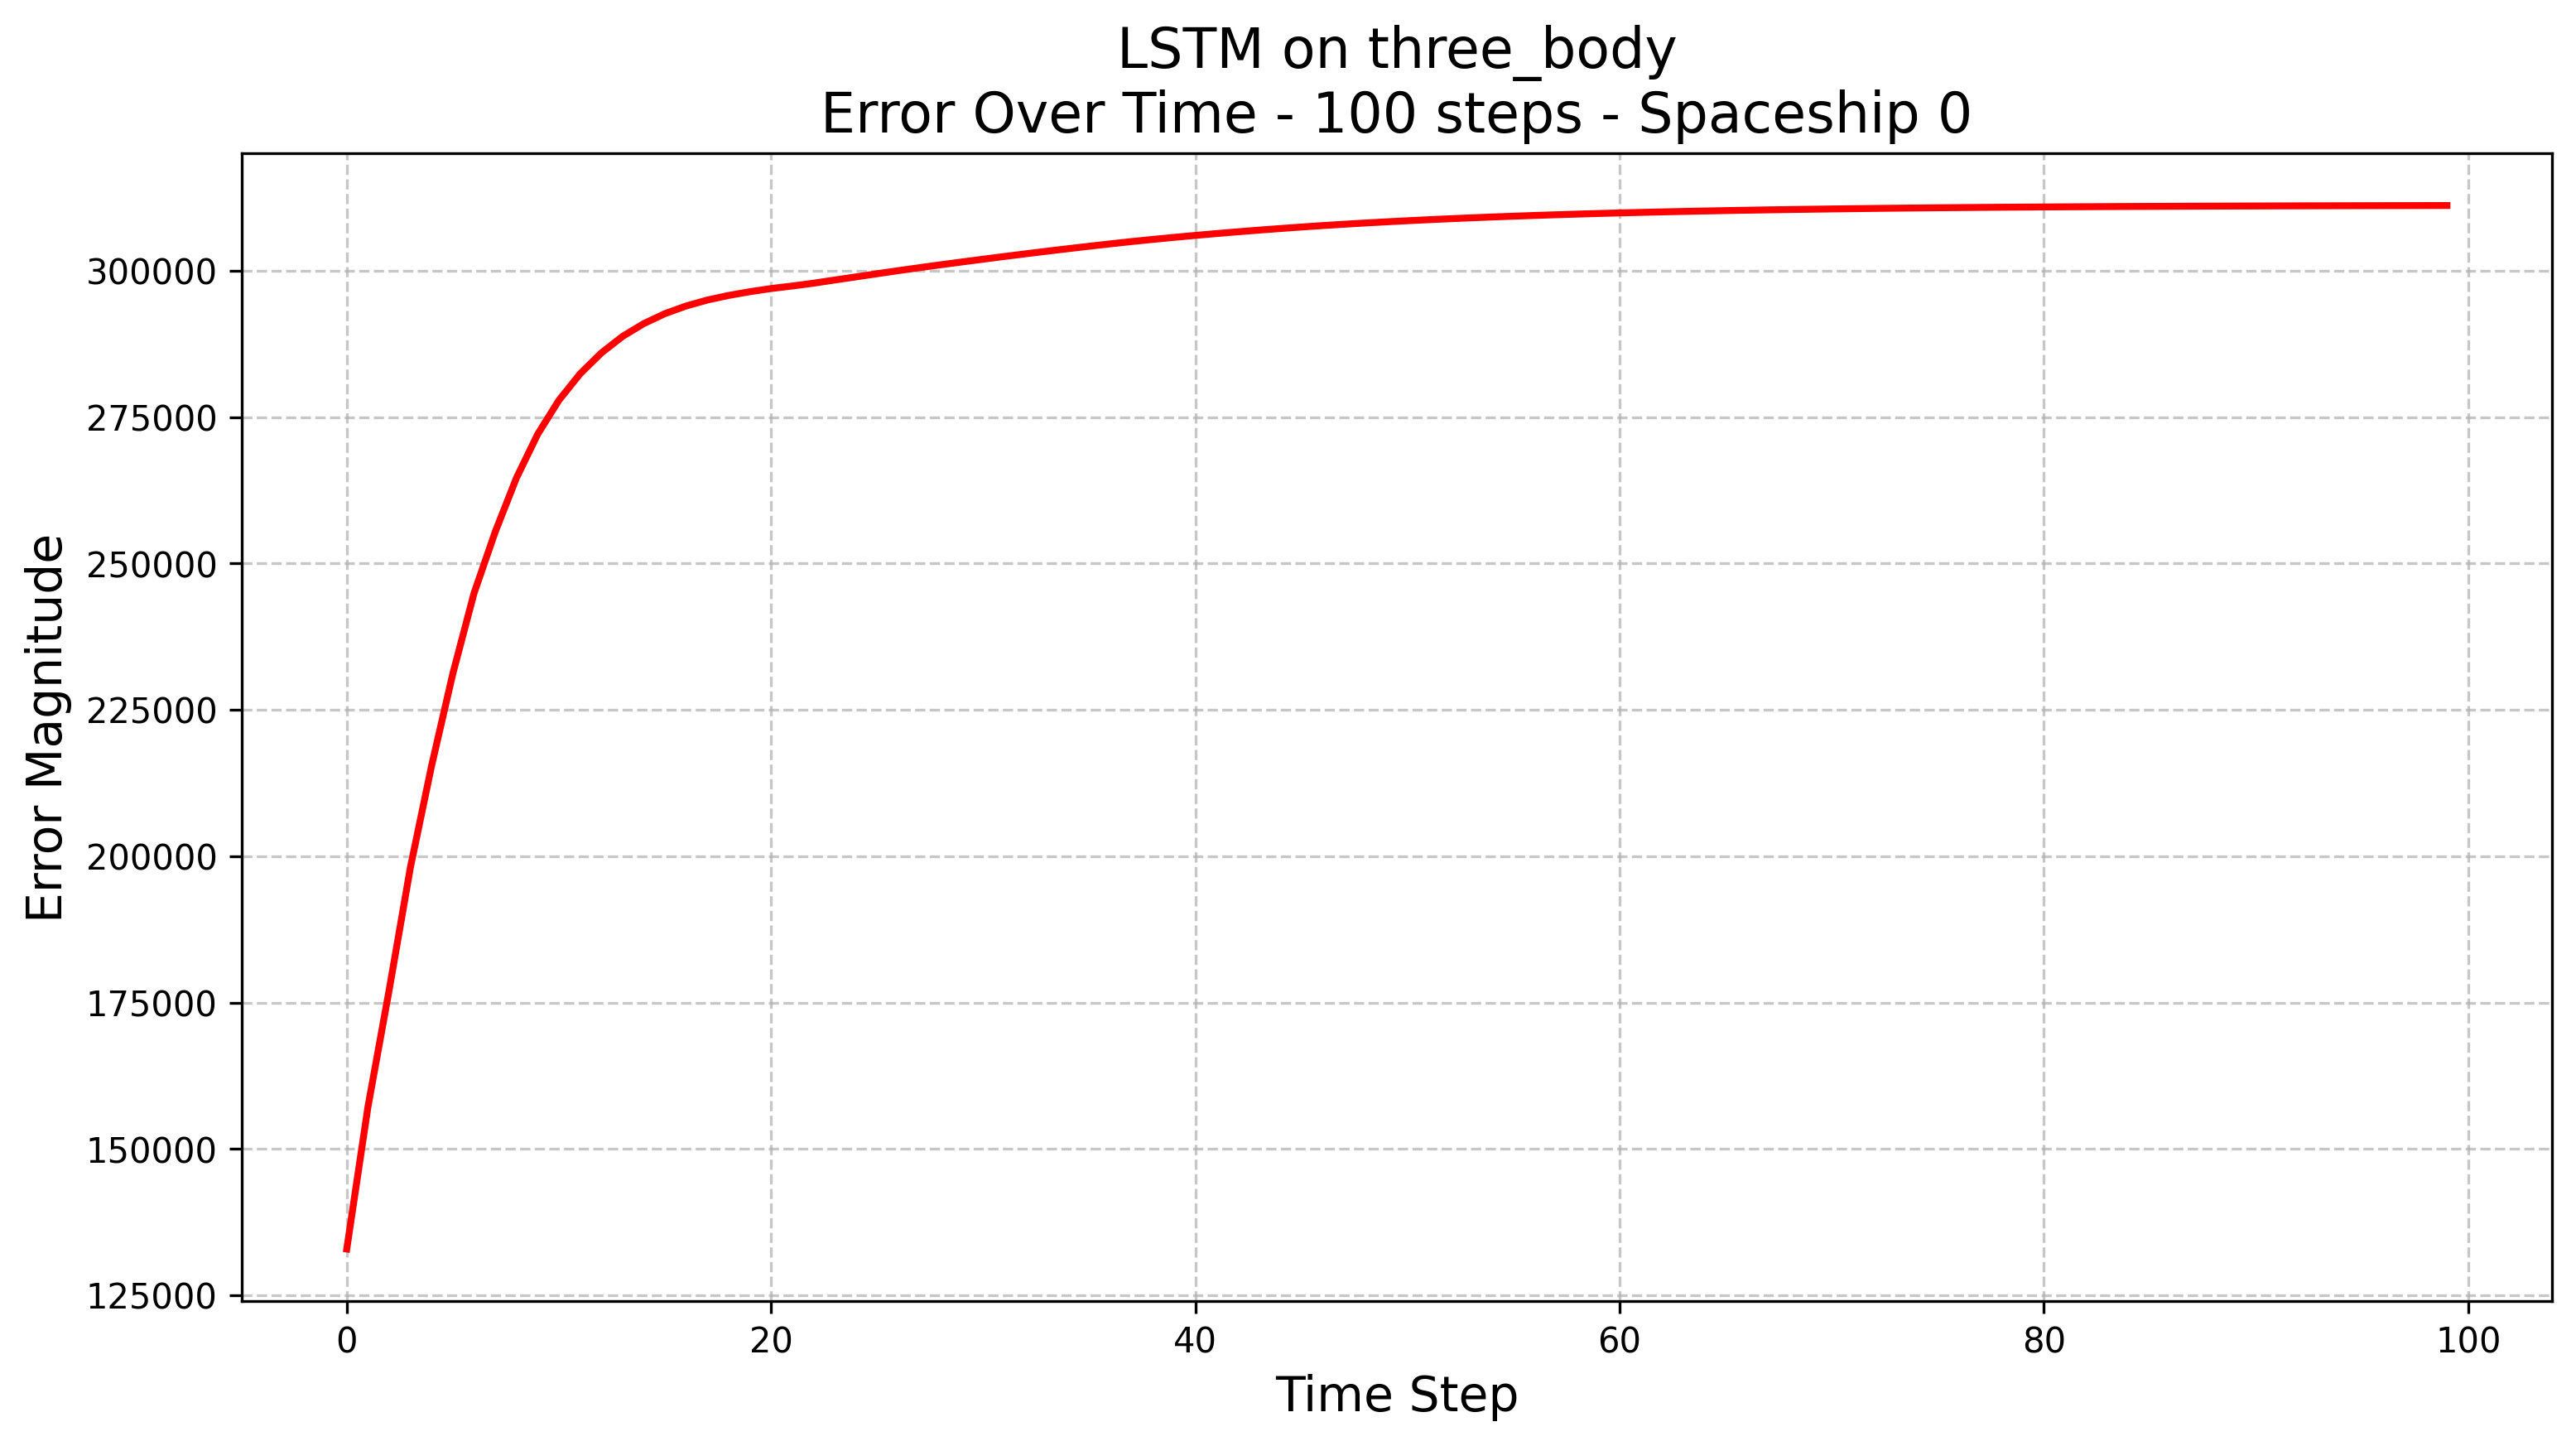 LSTM on three_body
Error Over Time - 100 steps - Spaceship 0
Error Magnitude
300000
275000
250000
225000
200000
175000
150000
125000
0 20 40 60 80 100
Time Step